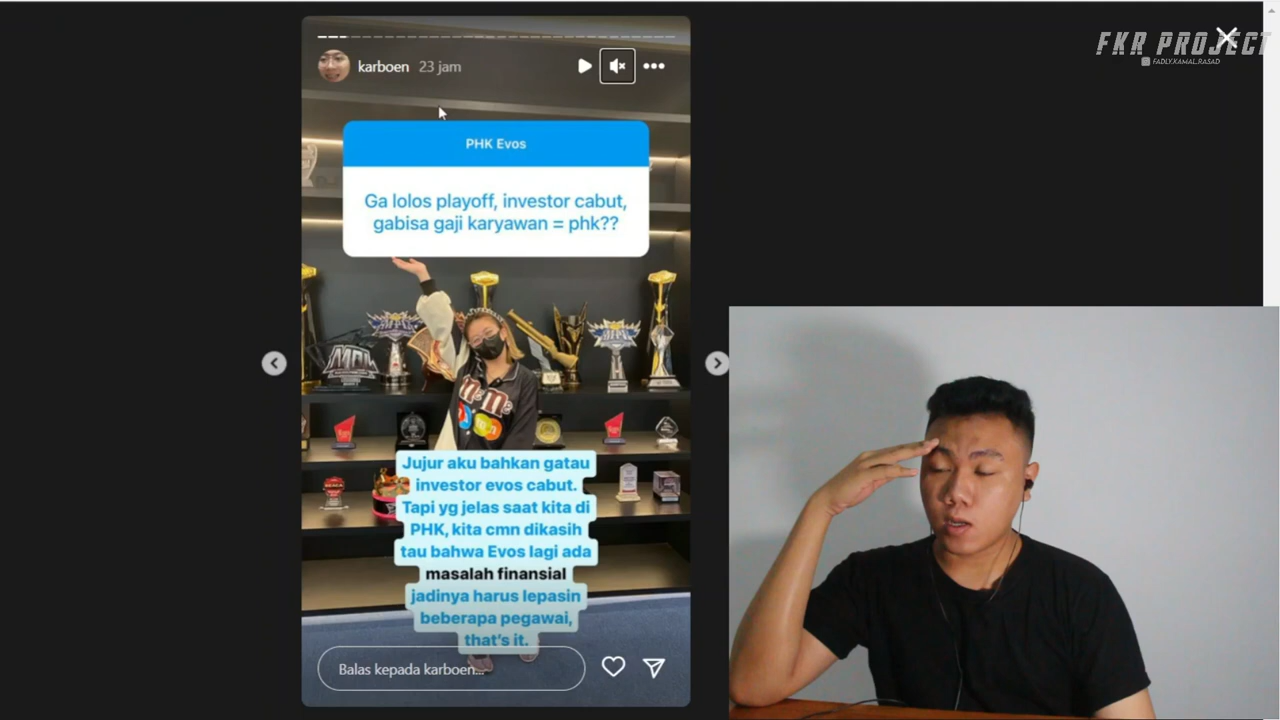 FKR PROJECT
FADLY.KAMAL.RASAD
karboen 23 jam
PHK Evos
Ga lolos playoff, investor cabut,
gabisa gaji karyawan = phk??
m&m's
Jujur aku bahkan gatau
investor evos cabut.
Tapi yg jelas saat kita di
PHK, kita cmn dikasih
tau bahwa Evos lagi ada
masalah finansial
jadinya harus lepasin
beberapa pegawai,
that's it.
Balas kepada karboen...